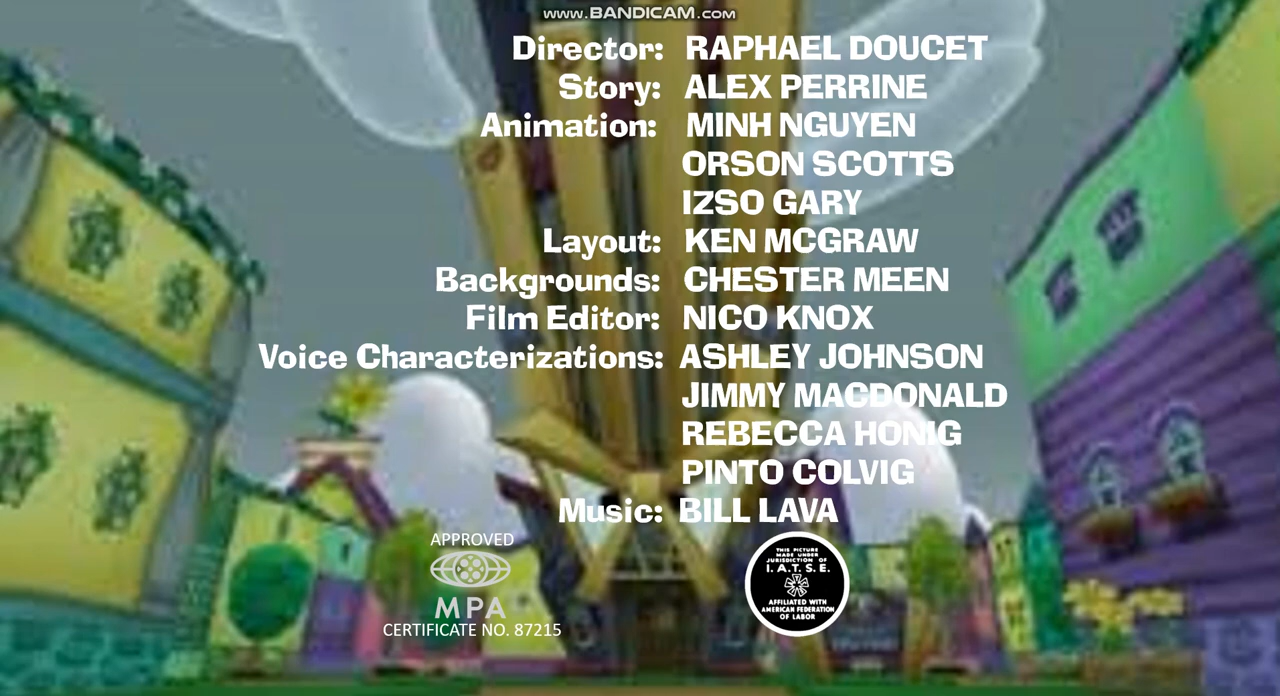 www.BANDICAM.com
Director: RAPHAEL DOUCET
Story: ALEX PERRINE
Animation: MINH NGUYEN
ORSON SCOTTS
IZSO GARY
Layout: KEN MCGRAW
Backgrounds: CHESTER MEEN
Film Editor: NICO KNOX
Voice Characterizations: ASHLEY JOHNSON
JIMMY MACDONALD
REBECCA HONIG
PINTO COLVIG
Music: BILL LAVA
APPROVED
MPA
CERTIFICATE NO. 87215
THIS PICTURE
MADE UNDER
JURISDICTION OF
I.A.T.S.E.
AFFILIATED WITH
AMERICAN FEDERATION
OF LABOR